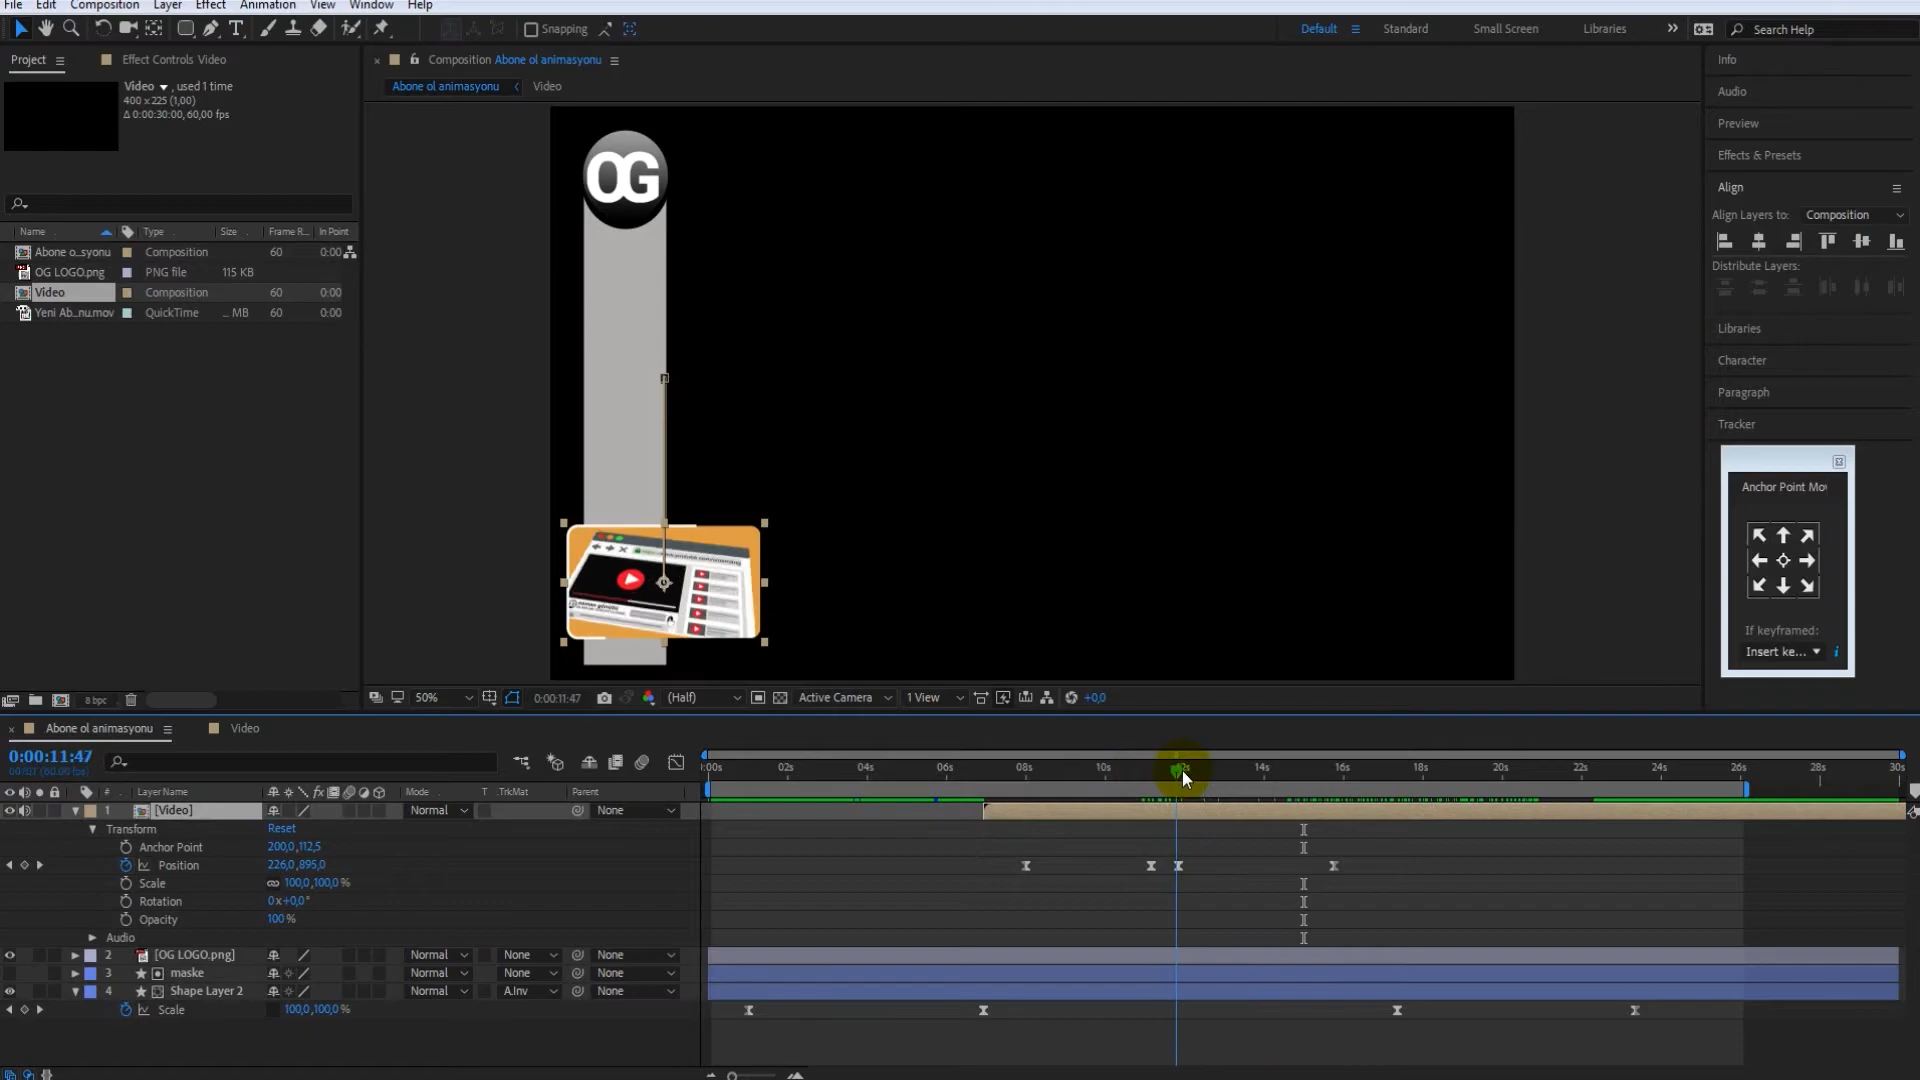 File Edit Composition Layer Effect Animation View Window Help
Snapping
Default Standard Small Screen Libraries Search Help
Project Effect Controls Video
Video , used 1 time
400 x 225 (1,00)
Δ 0:00:30:00, 60,00 fps
Name Type Size Frame R... In Point
Abone o...syonu Composition 60 0:00
OG LOGO.png PNG file 115 KB
Video Composition 60 0:00
Yeni Ab...nu.mov QuickTime ... MB 60 0:00
8 bpc
Composition Abone ol animasyonu
Abone ol animasyonu Video
OG
50% 0:00:11:47 (Half) Active Camera 1 View +0,0
Info
Audio
Preview
Effects & Presets
Align
Align Layers to: Composition
Distribute Layers:
Libraries
Character
Paragraph
Tracker
Anchor Point Mov
If keyframed:
Insert ke...
Abone ol animasyonu Video
0:00:11:47
:00s 02s 04s 06s 08s 10s 12s 14s 16s 18s 20s 22s 24s 26s 28s 30s
# Layer Name Mode T .TrkMat Parent
1 [Video] Normal None
Transform Reset
Anchor Point 200,0,112,5
Position 226,0,895,0
Scale 100,0,100,0 %
Rotation 0x+0,0°
Opacity 100 %
Audio
2 [OG LOGO.png] Normal None None
3 maske Normal None None
4 Shape Layer 2 Normal A.Inv None
Scale 100,0,100,0 %